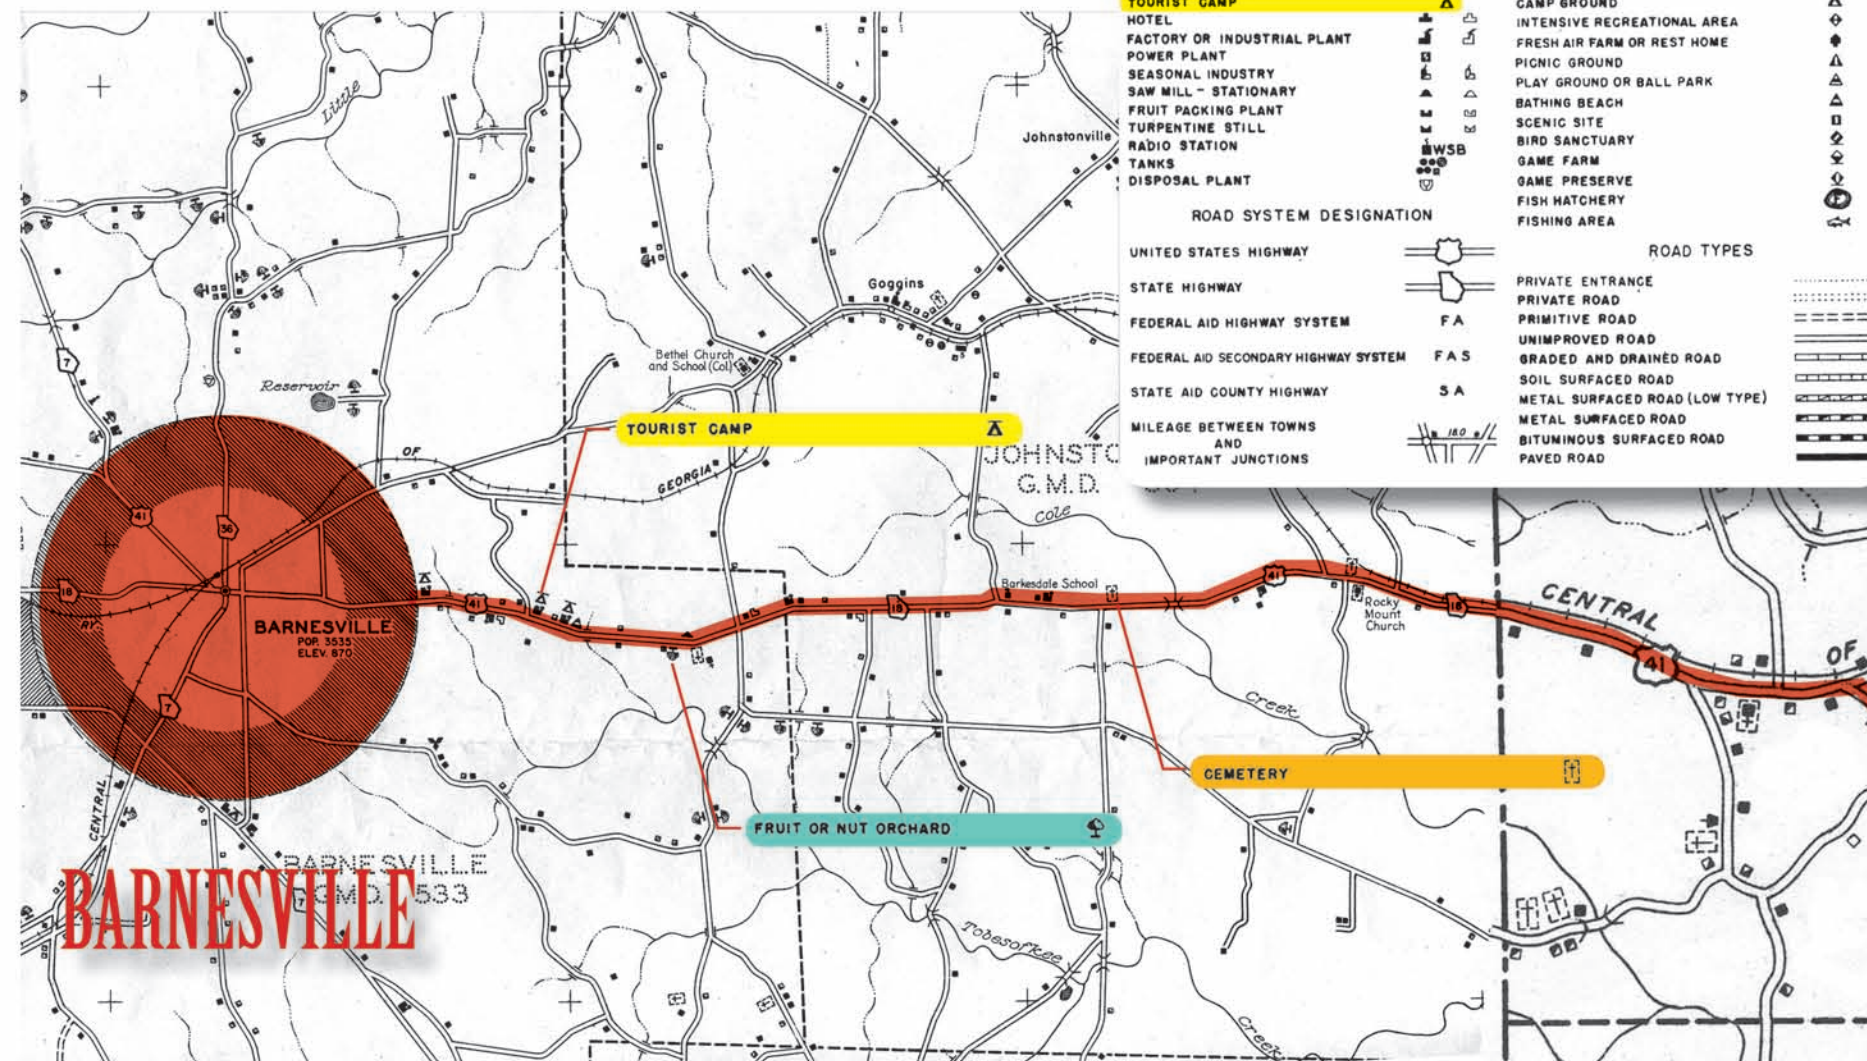 TOURIST CAMP
HOTEL
FACTORY OR INDUSTRIAL PLANT
POWER PLANT
SEASONAL INDUSTRY
SAW MILL - STATIONARY
FRUIT PACKING PLANT
TURPENTINE STILL
RADIO STATION
WSB
TANKS
DISPOSAL PLANT
CAMP GROUND
INTENSIVE RECREATIONAL AREA
FRESH AIR FARM OR REST HOME
PICNIC GROUND
PLAY GROUND OR BALL PARK
BATHING BEACH
SCENIC SITE
BIRD SANCTUARY
GAME FARM
GAME PRESERVE
FISH HATCHERY
FISHING AREA
ROAD SYSTEM DESIGNATION
UNITED STATES HIGHWAY
STATE HIGHWAY
FEDERAL AID HIGHWAY SYSTEM FA
FEDERAL AID SECONDARY HIGHWAY SYSTEM FAS
STATE AID COUNTY HIGHWAY SA
MILEAGE BETWEEN TOWNS
AND
IMPORTANT JUNCTIONS
18.0
ROAD TYPES
PRIVATE ENTRANCE
PRIVATE ROAD
PRIMITIVE ROAD
UNIMPROVED ROAD
GRADED AND DRAINED ROAD
SOIL SURFACED ROAD
METAL SURFACED ROAD (LOW TYPE)
METAL SURFACED ROAD
BITUMINOUS SURFACED ROAD
PAVED ROAD
Little
Johnstonville
Goggins
Bethel Church
and School (Col.)
7
Reservoir
TOURIST CAMP
OF
GEORGIA
JOHNSTO
G.M.D.
Cole
41
36
18
RY.
BARNESVILLE
POP. 3535
ELEV. 870
7
41
18
Barkesdale School
41
Rocky
Mount
Church
18
CENTRAL
41
OF
Creek
CEMETERY
FRUIT OR NUT ORCHARD
CENTRAL
BARNESVILLE
G.M.D. 533
7
BARNESVILLE
Tobesofkee
Creek